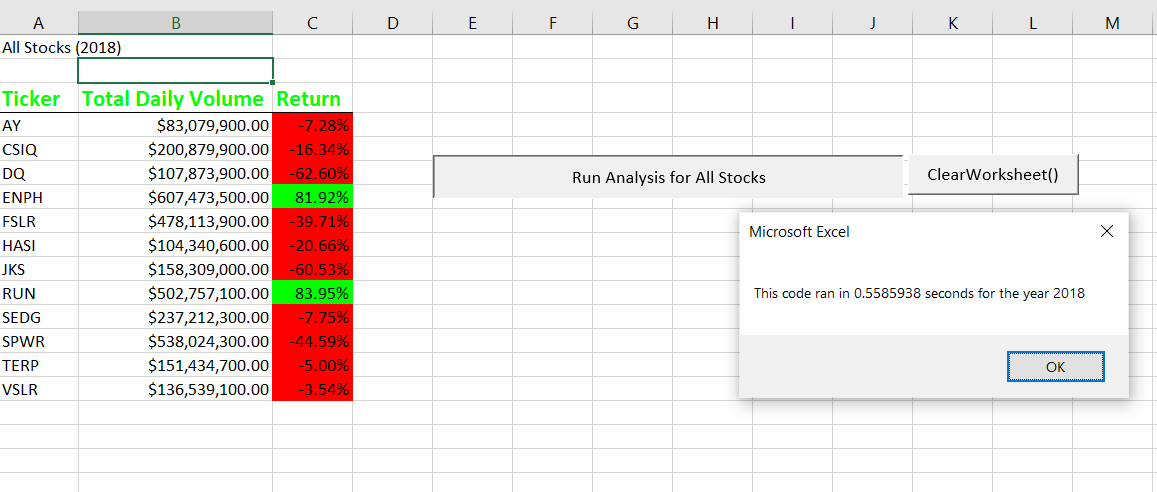 A B C D E F G H I J K L M
All Stocks (2018)
Ticker Total Daily Volume Return
AY $83,079,900.00 -7.28%
CSIQ $200,879,900.00 -16.34%
DQ $107,873,900.00 -62.60%
ENPH $607,473,500.00 81.92%
FSLR $478,113,900.00 -39.71%
HASI $104,340,600.00 -20.66%
JKS $158,309,000.00 -60.53%
RUN $502,757,100.00 83.95%
SEDG $237,212,300.00 -7.75%
SPWR $538,024,300.00 -44.59%
TERP $151,434,700.00 -5.00%
VSLR $136,539,100.00 -3.54%
Run Analysis for All Stocks
ClearWorksheet()
Microsoft Excel
This code ran in 0.5585938 seconds for the year 2018
OK